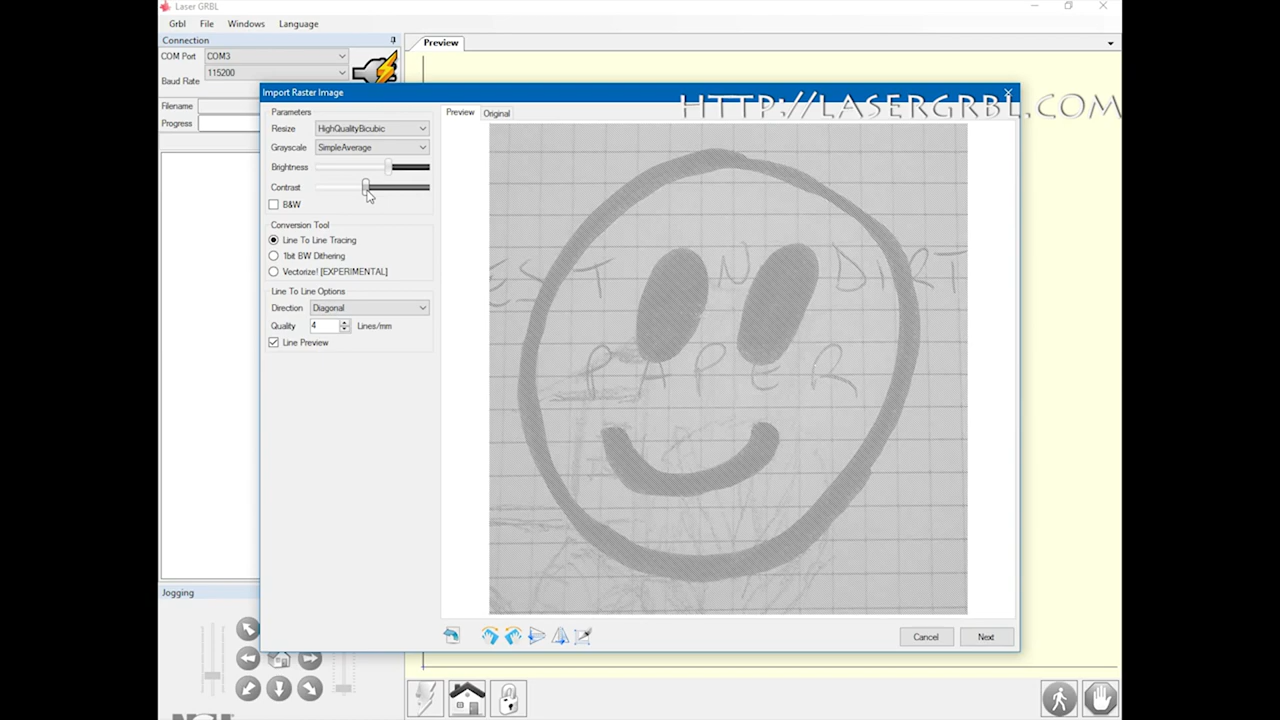 Laser GRBL
Grbl File Windows Language
Connection
Preview
COM Port COM3
Baud Rate 115200
Filename
Progress
HTTP://LASERGRBL.COM
Import Raster Image
Parameters
Preview Original
Resize HighQualityBicubic
Grayscale SimpleAverage
Brightness
Contrast
B&W
Conversion Tool
Line To Line Tracing
1bit BW Dithering
Vectorize! [EXPERIMENTAL]
Line To Line Options
Direction Diagonal
Quality 4 Lines/mm
Line Preview
N DIRT
PAPER
Cancel Next
Jogging